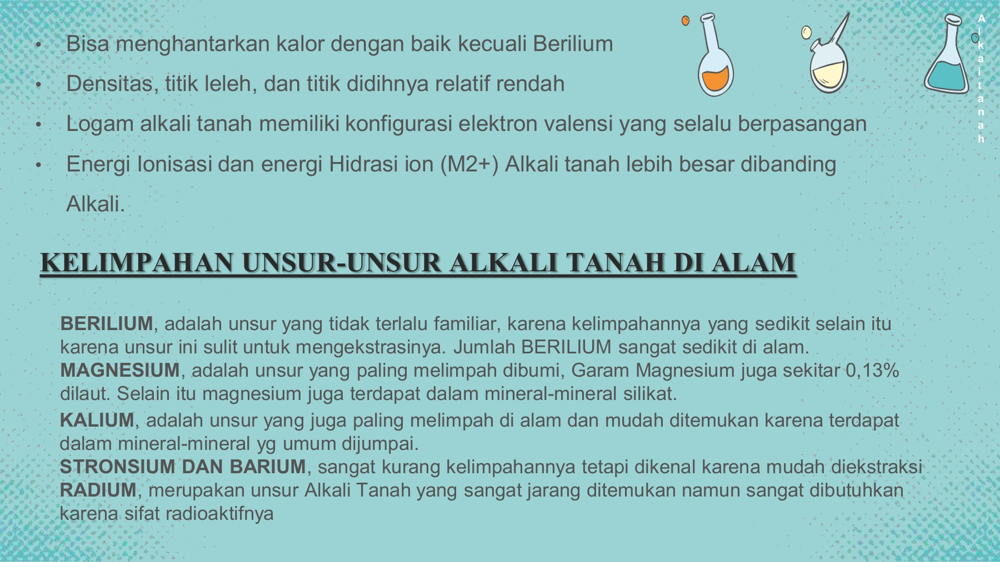 • Bisa menghantarkan kalor dengan baik kecuali Berilium
• Densitas, titik leleh, dan titik didihnya relatif rendah
• Logam alkali tanah memiliki konfigurasi elektron valensi yang selalu berpasangan
• Energi Ionisasi dan energi Hidrasi ion (M2+) Alkali tanah lebih besar dibanding
Alkali.
Alkalitanah
KELIMPAHAN UNSUR-UNSUR ALKALI TANAH DI ALAM
BERILIUM, adalah unsur yang tidak terlalu familiar, karena kelimpahannya yang sedikit selain itu
karena unsur ini sulit untuk mengekstrasinya. Jumlah BERILIUM sangat sedikit di alam.
MAGNESIUM, adalah unsur yang paling melimpah dibumi, Garam Magnesium juga sekitar 0,13%
dilaut. Selain itu magnesium juga terdapat dalam mineral-mineral silikat.
KALIUM, adalah unsur yang juga paling melimpah di alam dan mudah ditemukan karena terdapat
dalam mineral-mineral yg umum dijumpai.
STRONSIUM DAN BARIUM, sangat kurang kelimpahannya tetapi dikenal karena mudah diekstraksi
RADIUM, merupakan unsur Alkali Tanah yang sangat jarang ditemukan namun sangat dibutuhkan
karena sifat radioaktifnya